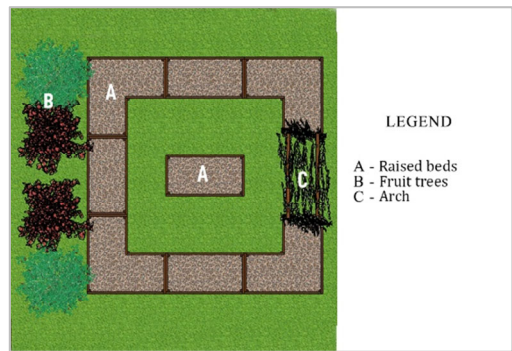 A
B
A
C
LEGEND
A - Raised beds
B - Fruit trees
C - Arch